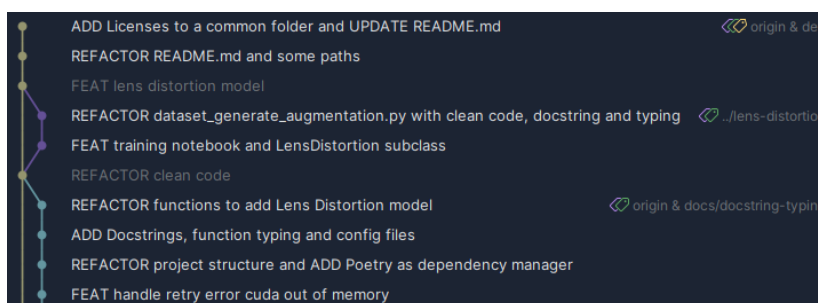 ADD Licenses to a common folder and UPDATE README.md origin & de
REFACTOR README.md and some paths
FEAT lens distortion model
REFACTOR dataset_generate_augmentation.py with clean code, docstring and typing ../lens-distortio
FEAT training notebook and LensDistortion subclass
REFACTOR clean code
REFACTOR functions to add Lens Distortion model origin & docs/docstring-typin
ADD Docstrings, function typing and config files
REFACTOR project structure and ADD Poetry as dependency manager
FEAT handle retry error cuda out of memory